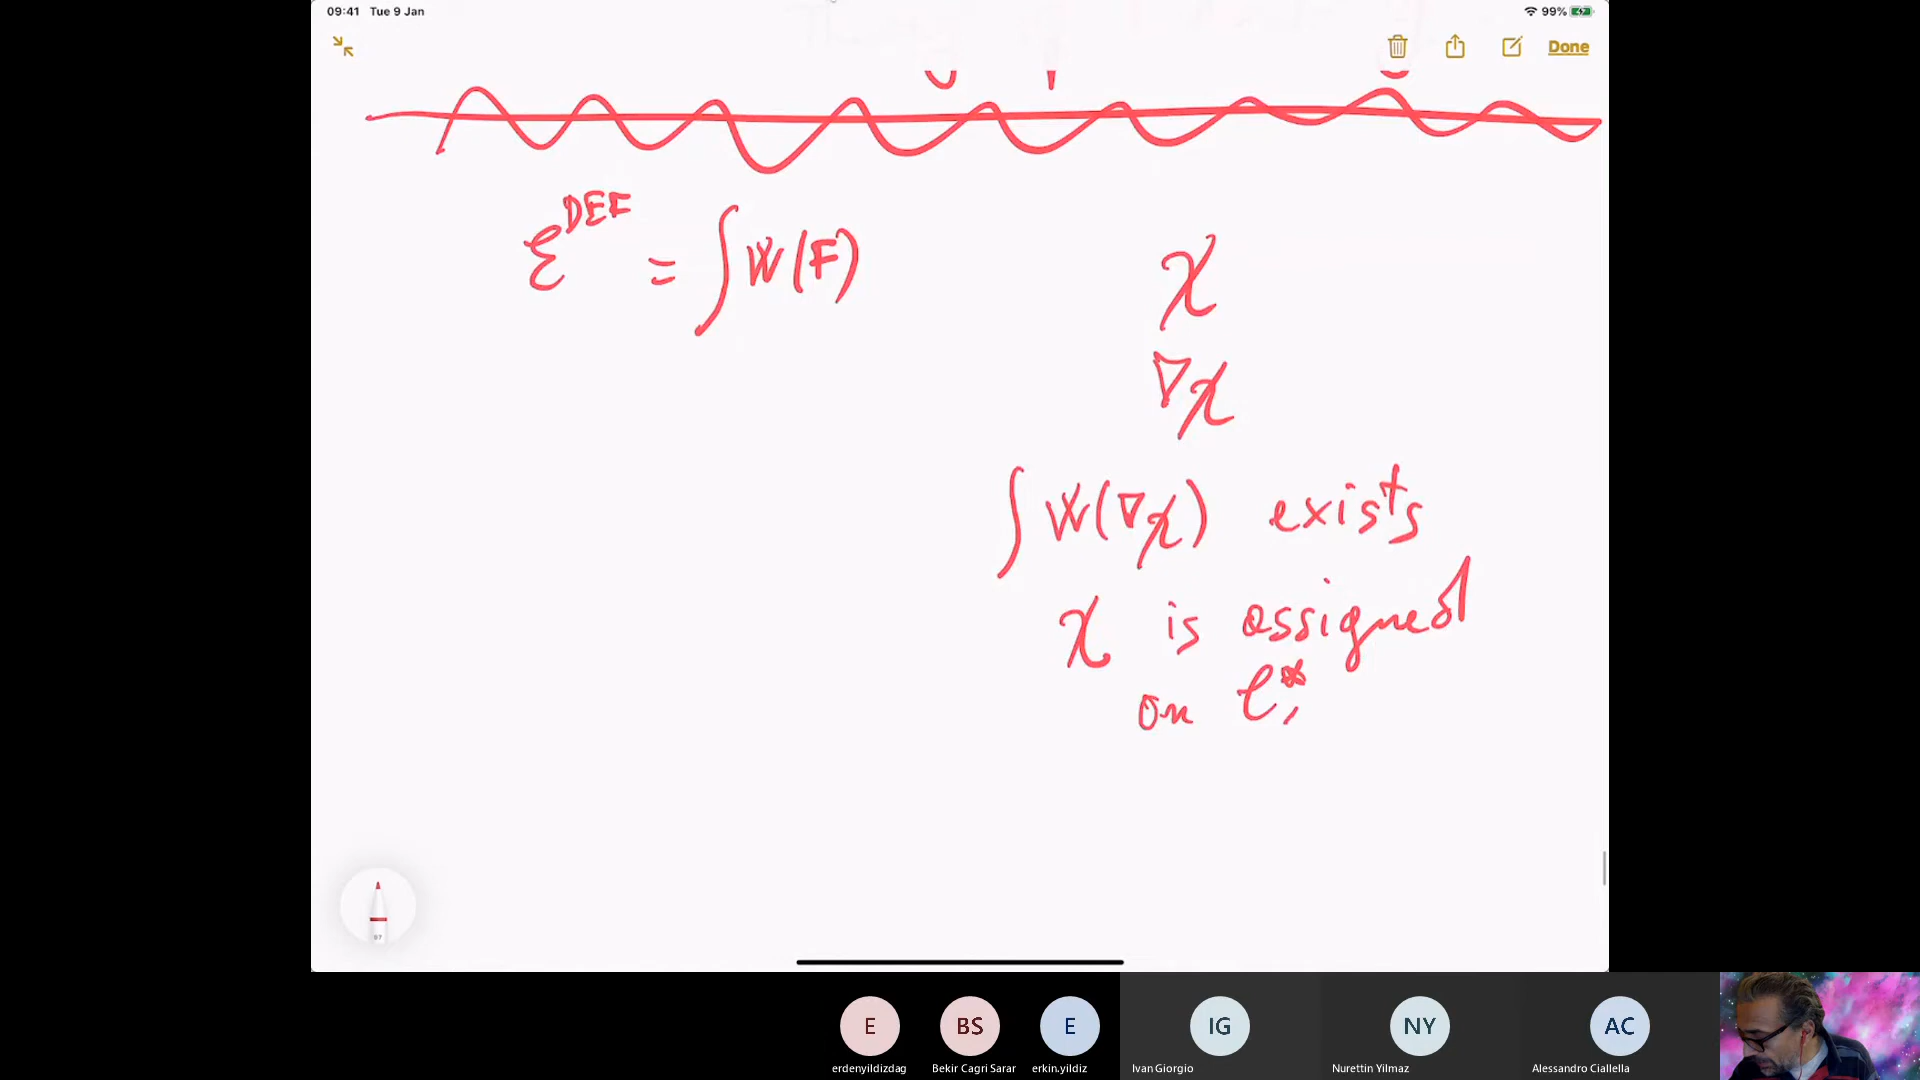 09:41 Tue 9 Jan
99%
Done
ℰ^DEF = ∫ W(F)
χ
∇χ
∫ W(∇χ) exists
χ is assigned
on C*,
97
E BS E IG NY AC
erdenyildizdag Bekir Cagri Sarar erkin.yildiz Ivan Giorgio Nurettin Yilmaz Alessandro Ciallella